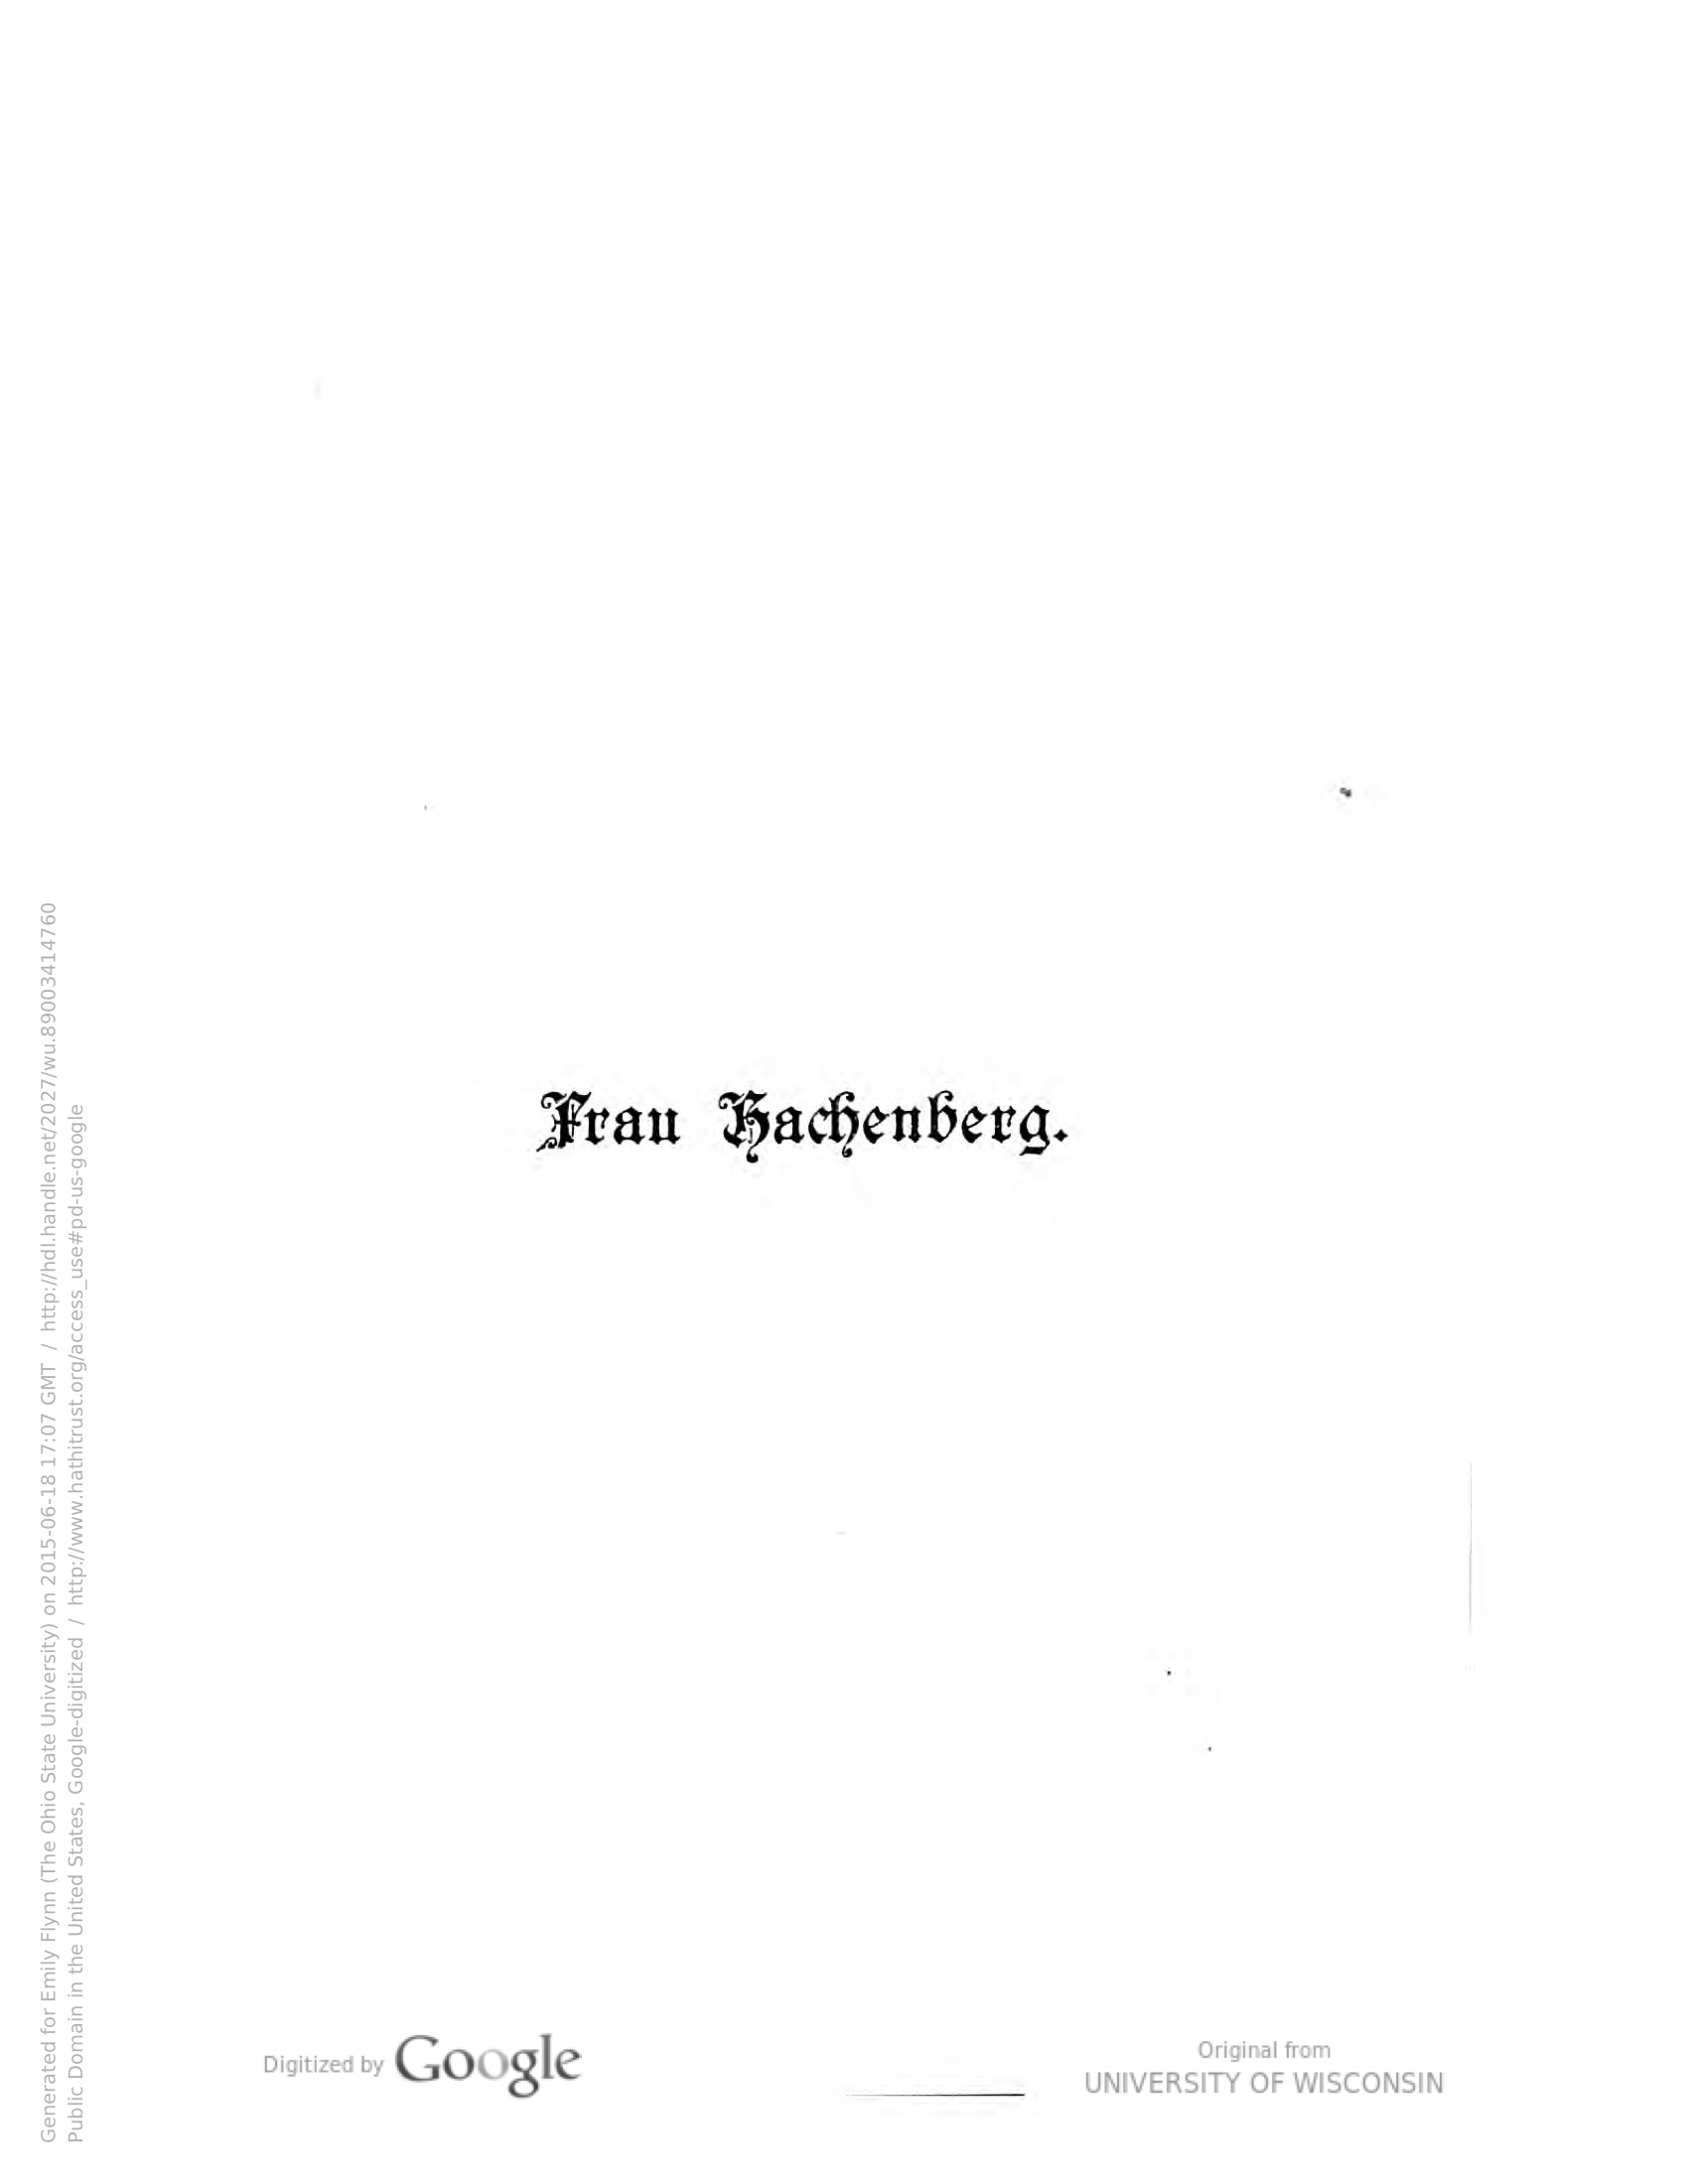 Frau Hachenberg.
Generated for Emily Flynn (The Ohio State University) on 2015-06-18 17:07 GMT / http://hdl.handle.net/2027/wu.89003414760
Public Domain in the United States, Google-digitized / http://www.hathitrust.org/access_use#pd-us-google
Digitized by Google
Original from
UNIVERSITY OF WISCONSIN